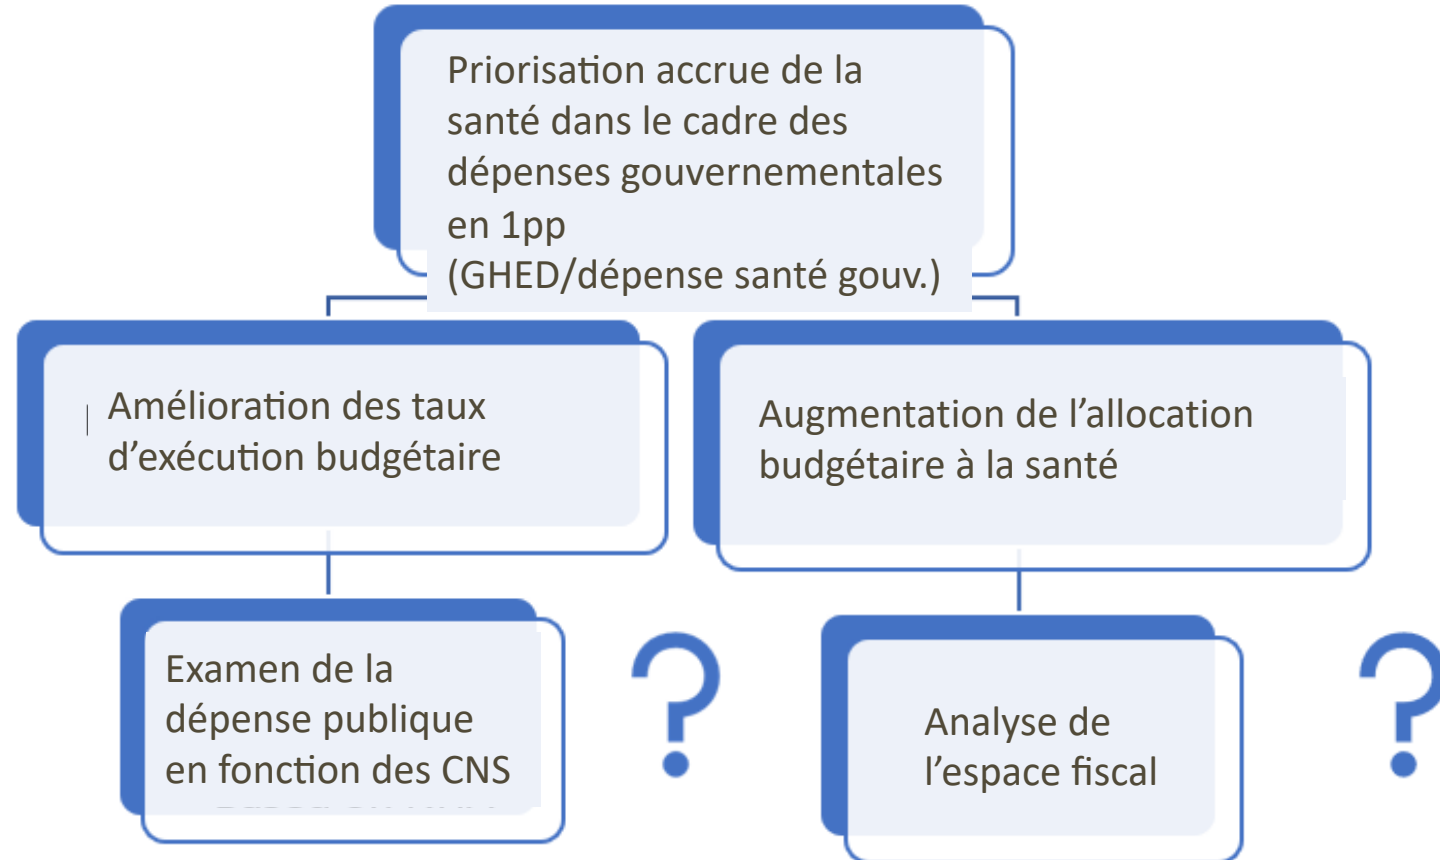 Priorisation accrue de la
santé dans le cadre des
dépenses gouvernementales
en 1pp
(GHED/dépense santé gouv.)
Amélioration des taux
d’exécution budgétaire
Augmentation de l’allocation
budgétaire à la santé
Examen de la
dépense publique
en fonction des CNS
?
Analyse de
l’espace fiscal
?